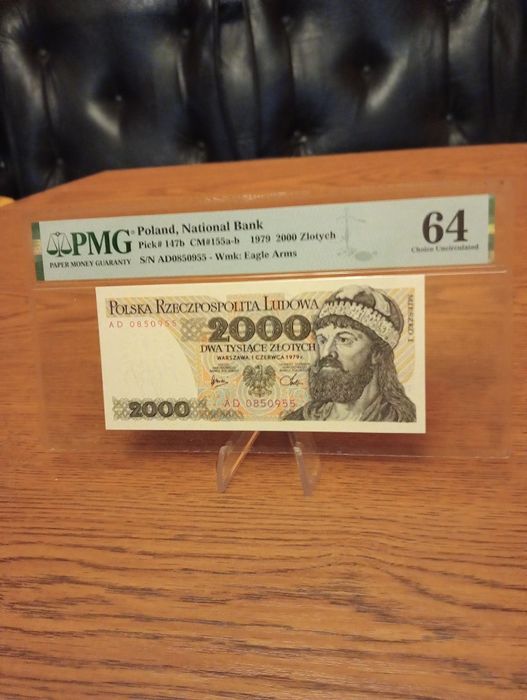 PMG
PAPER MONEY GUARANTY
Poland, National Bank
Pick# 147b CM#155a-b 1979 2000 Zlotych
S/N AD0850955 - Wmk: Eagle Arms
64
Choice Uncirculated
POLSKA RZECZPOSPOLITA LUDOWA
AD 0850955
2000
DWA TYSIĄCE ZŁOTYCH
WARSZAWA, 1 CZERWCA 1979 r.
MIESZKO I
2000
AD 0850955